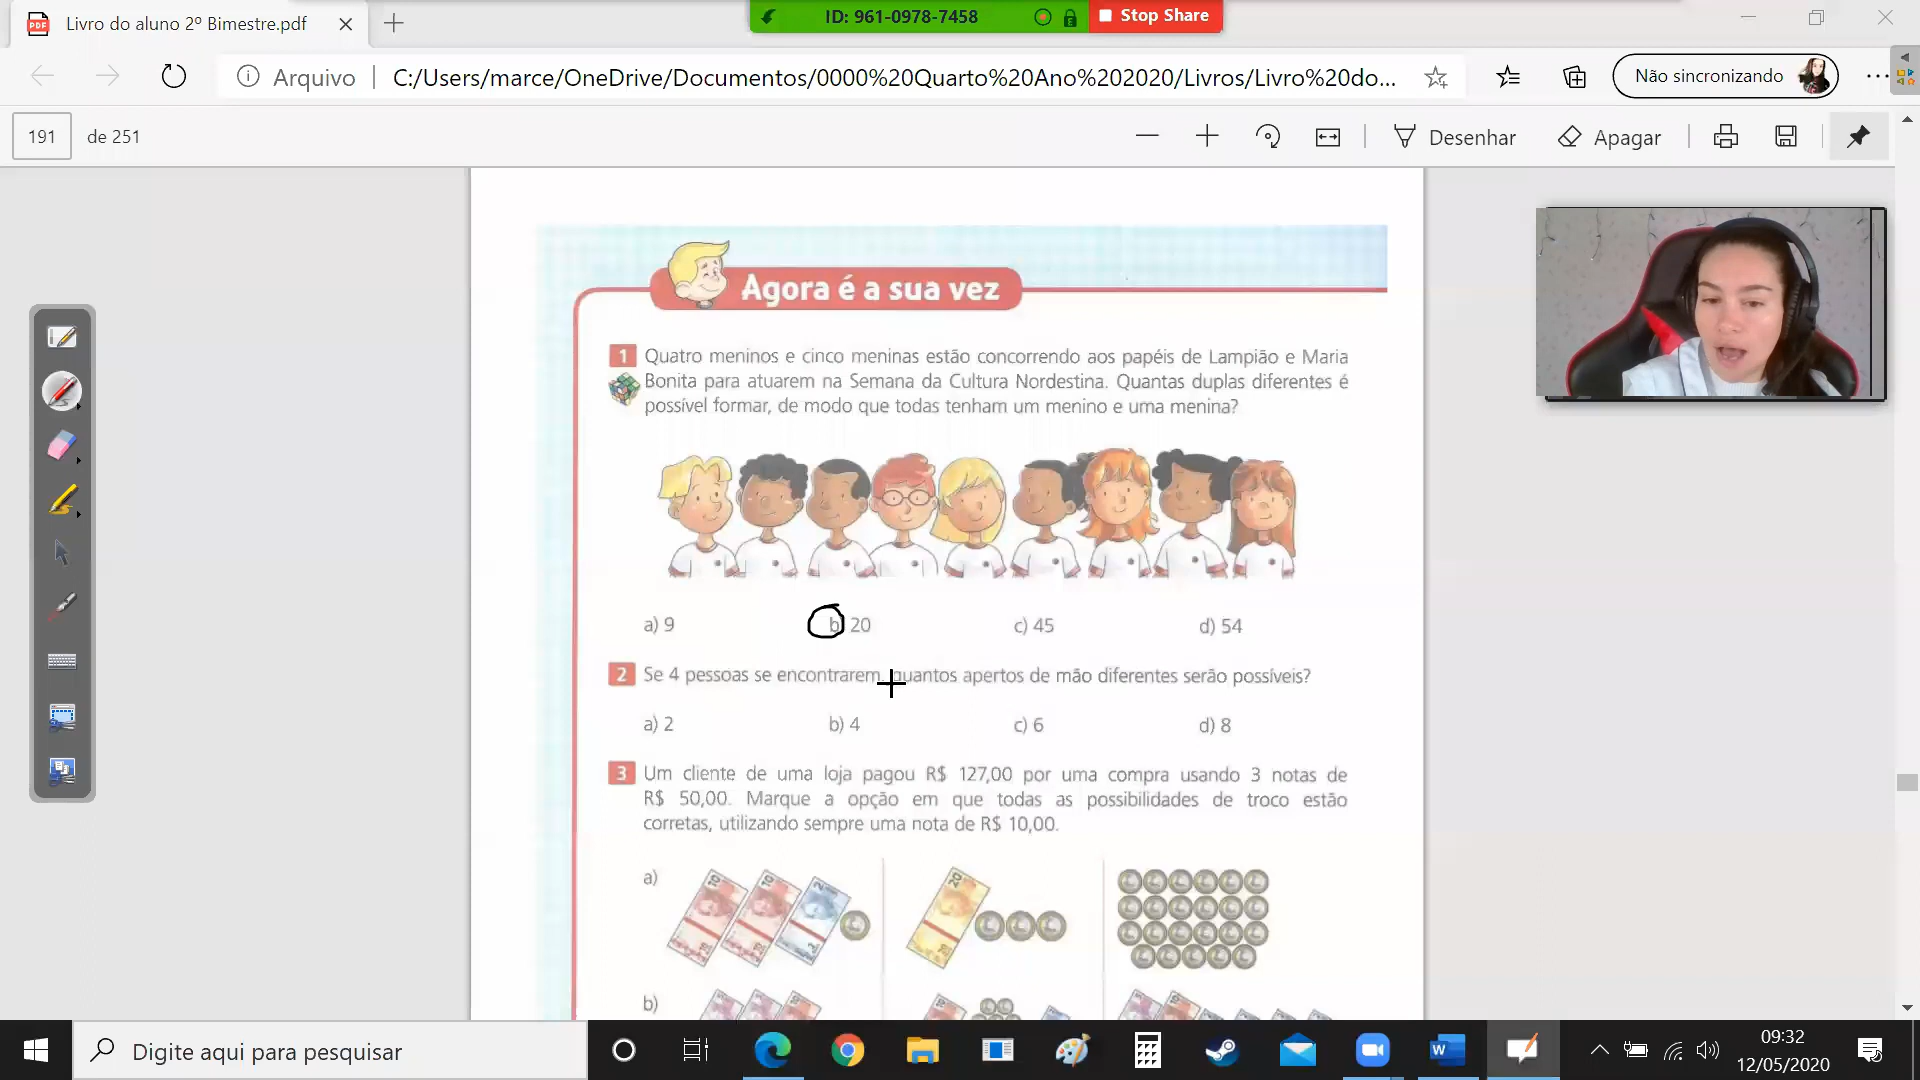 Livro do aluno 2º Bimestre.pdf
ID: 961-0978-7458
Stop Share
Arquivo
C:/Users/marce/OneDrive/Documentos/0000%20Quarto%20Ano%202020/Livros/Livro%20do...
Não sincronizando
191
de 251
Desenhar
Apagar
Agora é a sua vez
1 Quatro meninos e cinco meninas estão concorrendo aos papéis de Lampião e Maria
Bonita para atuarem na Semana da Cultura Nordestina. Quantas duplas diferentes é
possível formar, de modo que todas tenham um menino e uma menina?
a) 9
b) 20
c) 45
d) 54
2 Se 4 pessoas se encontrarem, quantos apertos de mão diferentes serão possíveis?
a) 2
b) 4
c) 6
d) 8
3 Um cliente de uma loja pagou R$ 127,00 por uma compra usando 3 notas de
R$ 50,00. Marque a opção em que todas as possibilidades de troco estão
corretas, utilizando sempre uma nota de R$ 10,00.
a)
b)
Digite aqui para pesquisar
09:32
12/05/2020